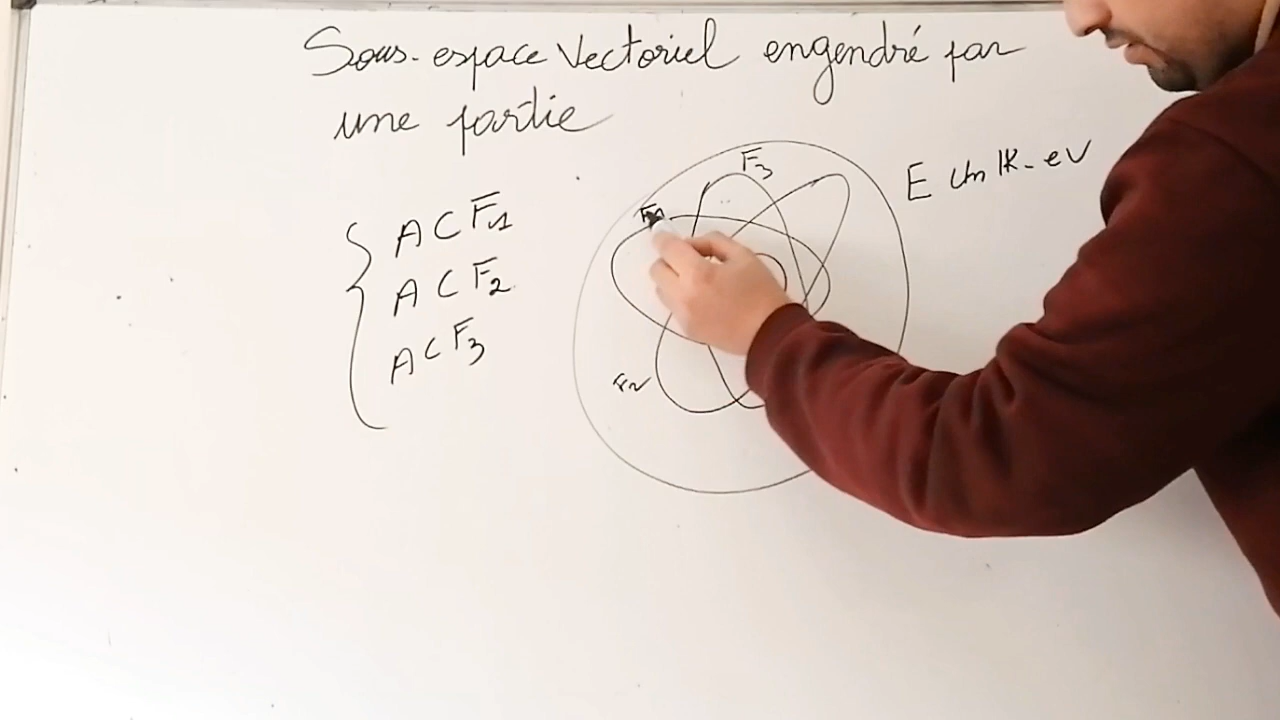 Sous-espace vectoriel engendré par
une partie
F3
E un IK-ev
A ⊂ F1
F1
A ⊂ F2
A ⊂ F3
F2